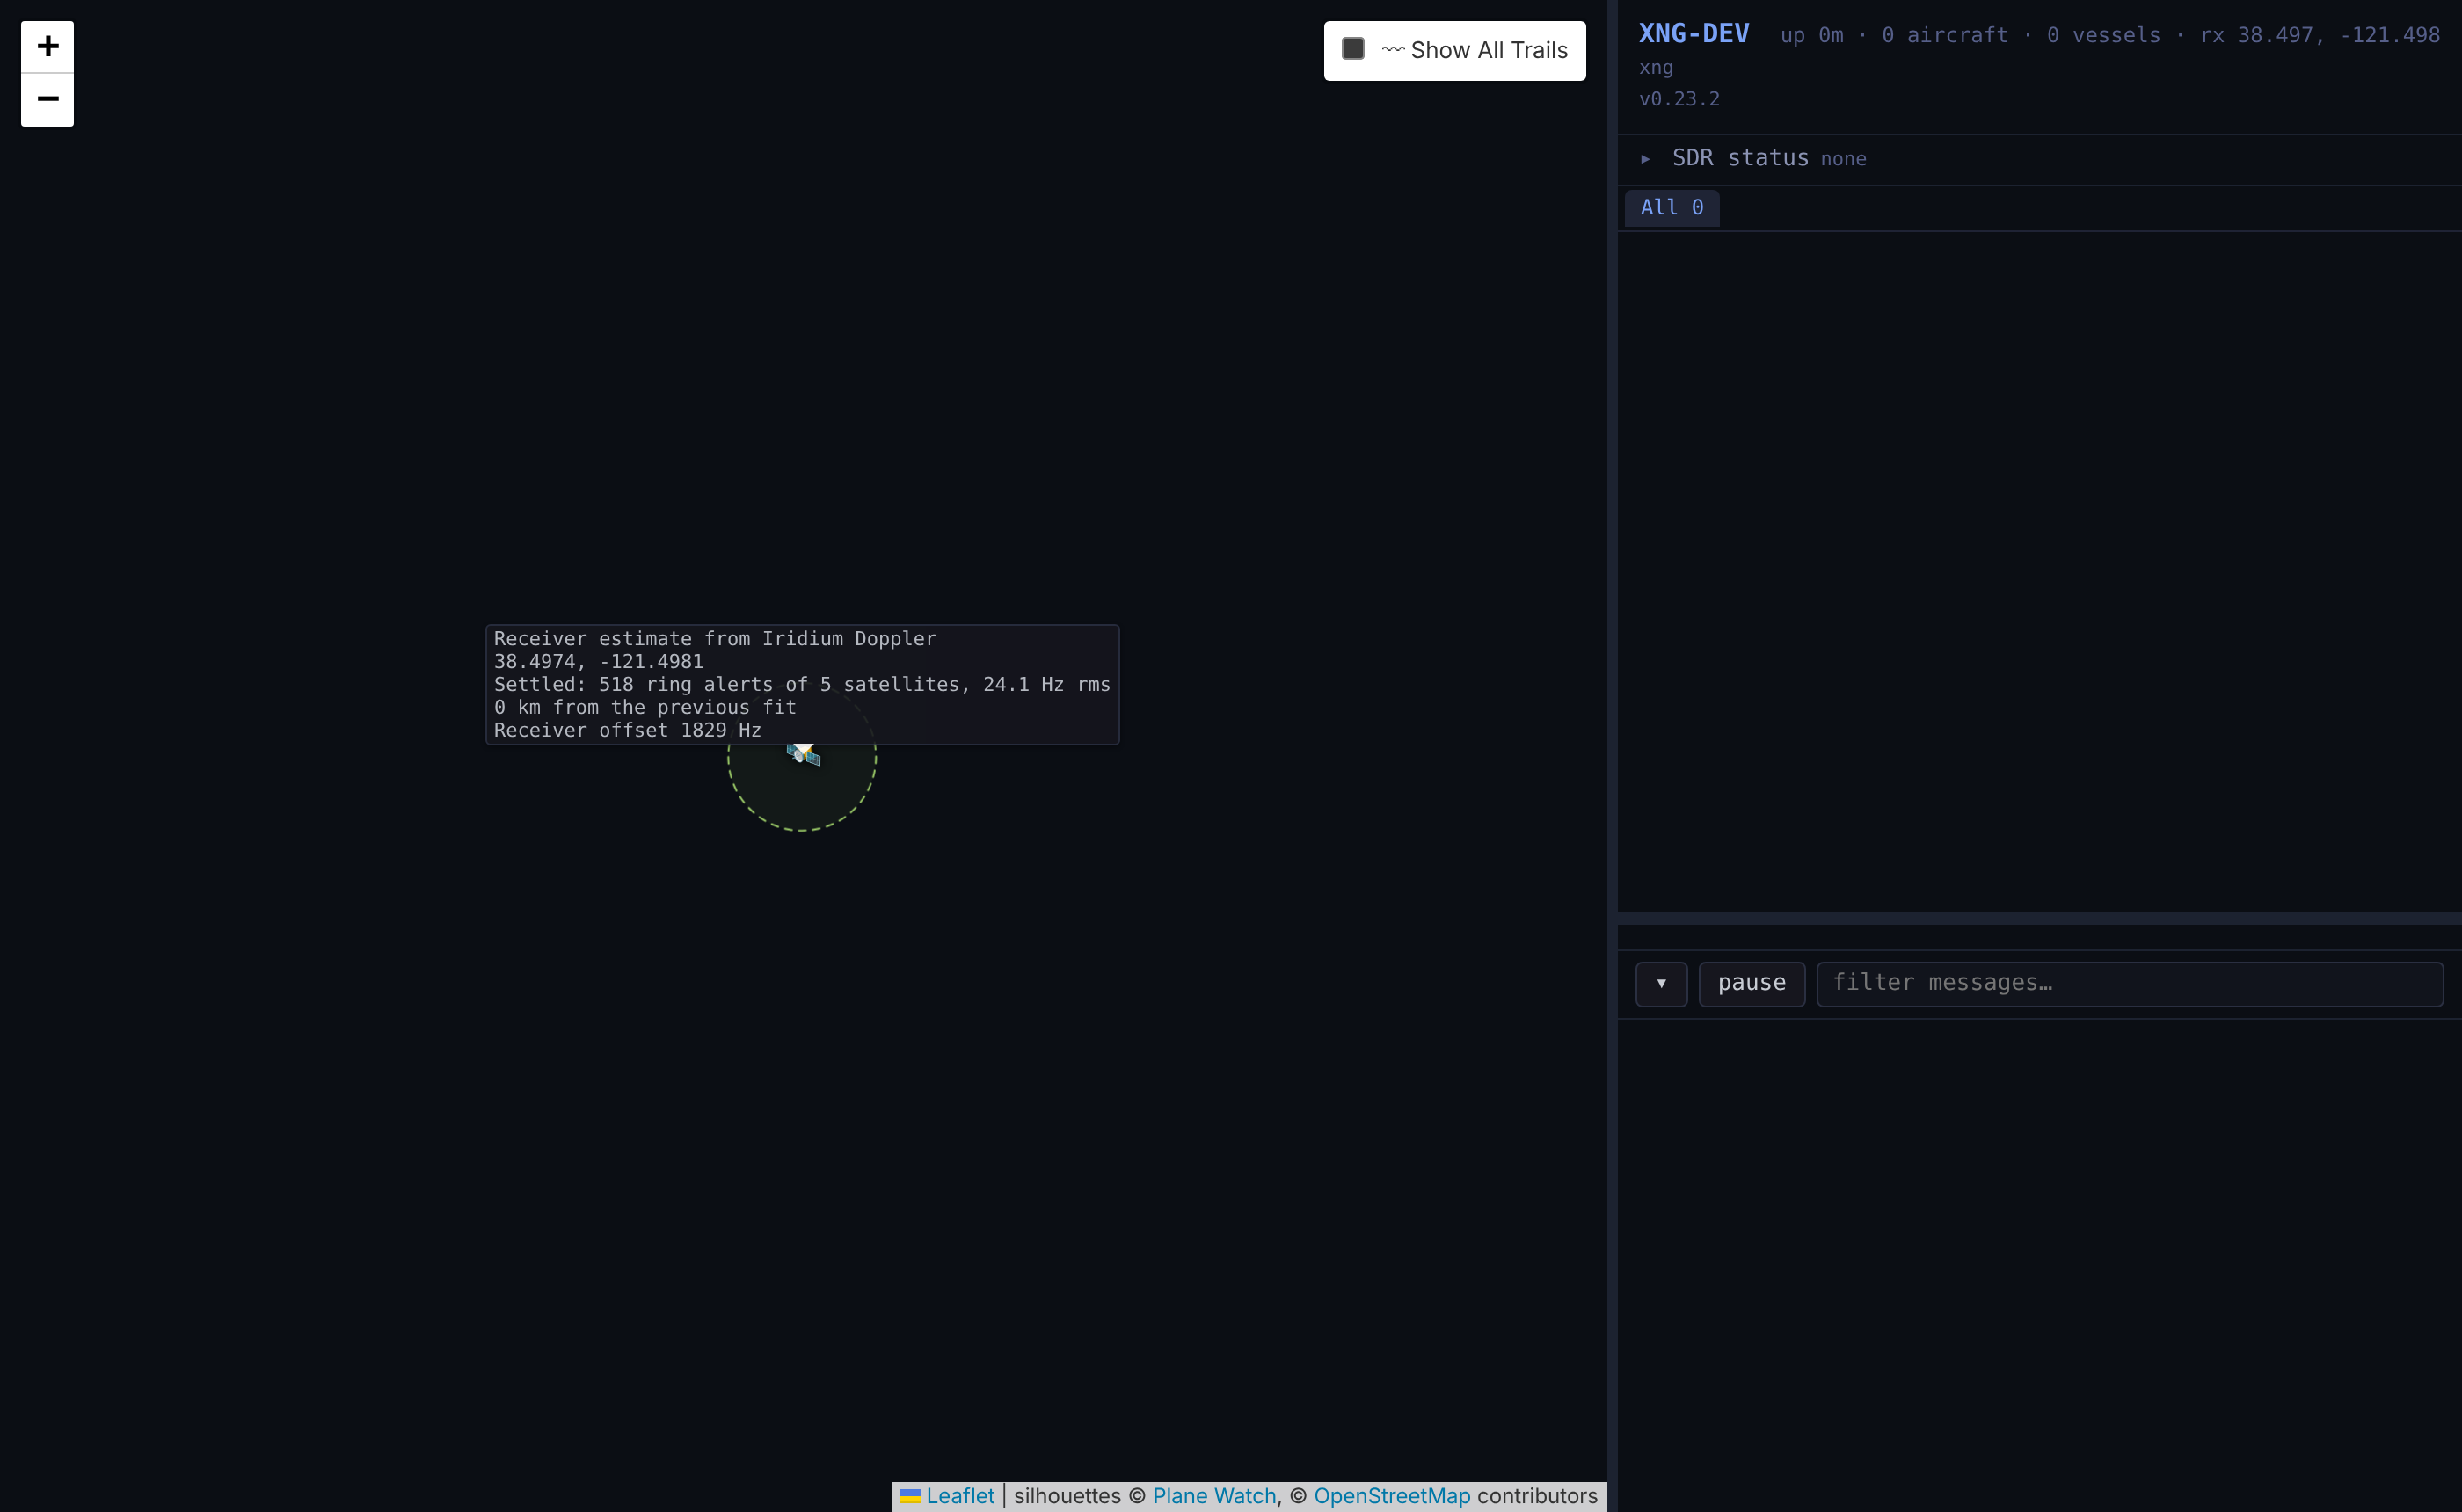 +
−
〰 Show All Trails
Receiver estimate from Iridium Doppler
38.4974, -121.4981
Settled: 518 ring alerts of 5 satellites, 24.1 Hz rms
0 km from the previous fit
Receiver offset 1829 Hz
Leaflet | silhouettes © Plane Watch, © OpenStreetMap contributors
XNG-DEV up 0m · 0 aircraft · 0 vessels · rx 38.497, -121.498
xng
v0.23.2
▸ SDR status none
All 0
▾ pause filter messages…